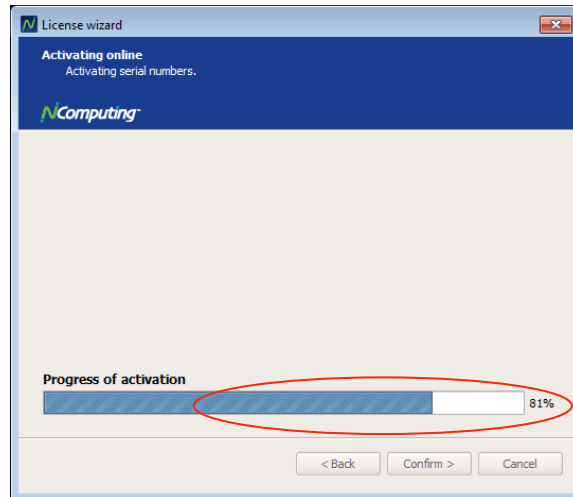 License wizard
Activating online
Activating serial numbers.
NComputing
Progress of activation
81%
< Back Confirm > Cancel